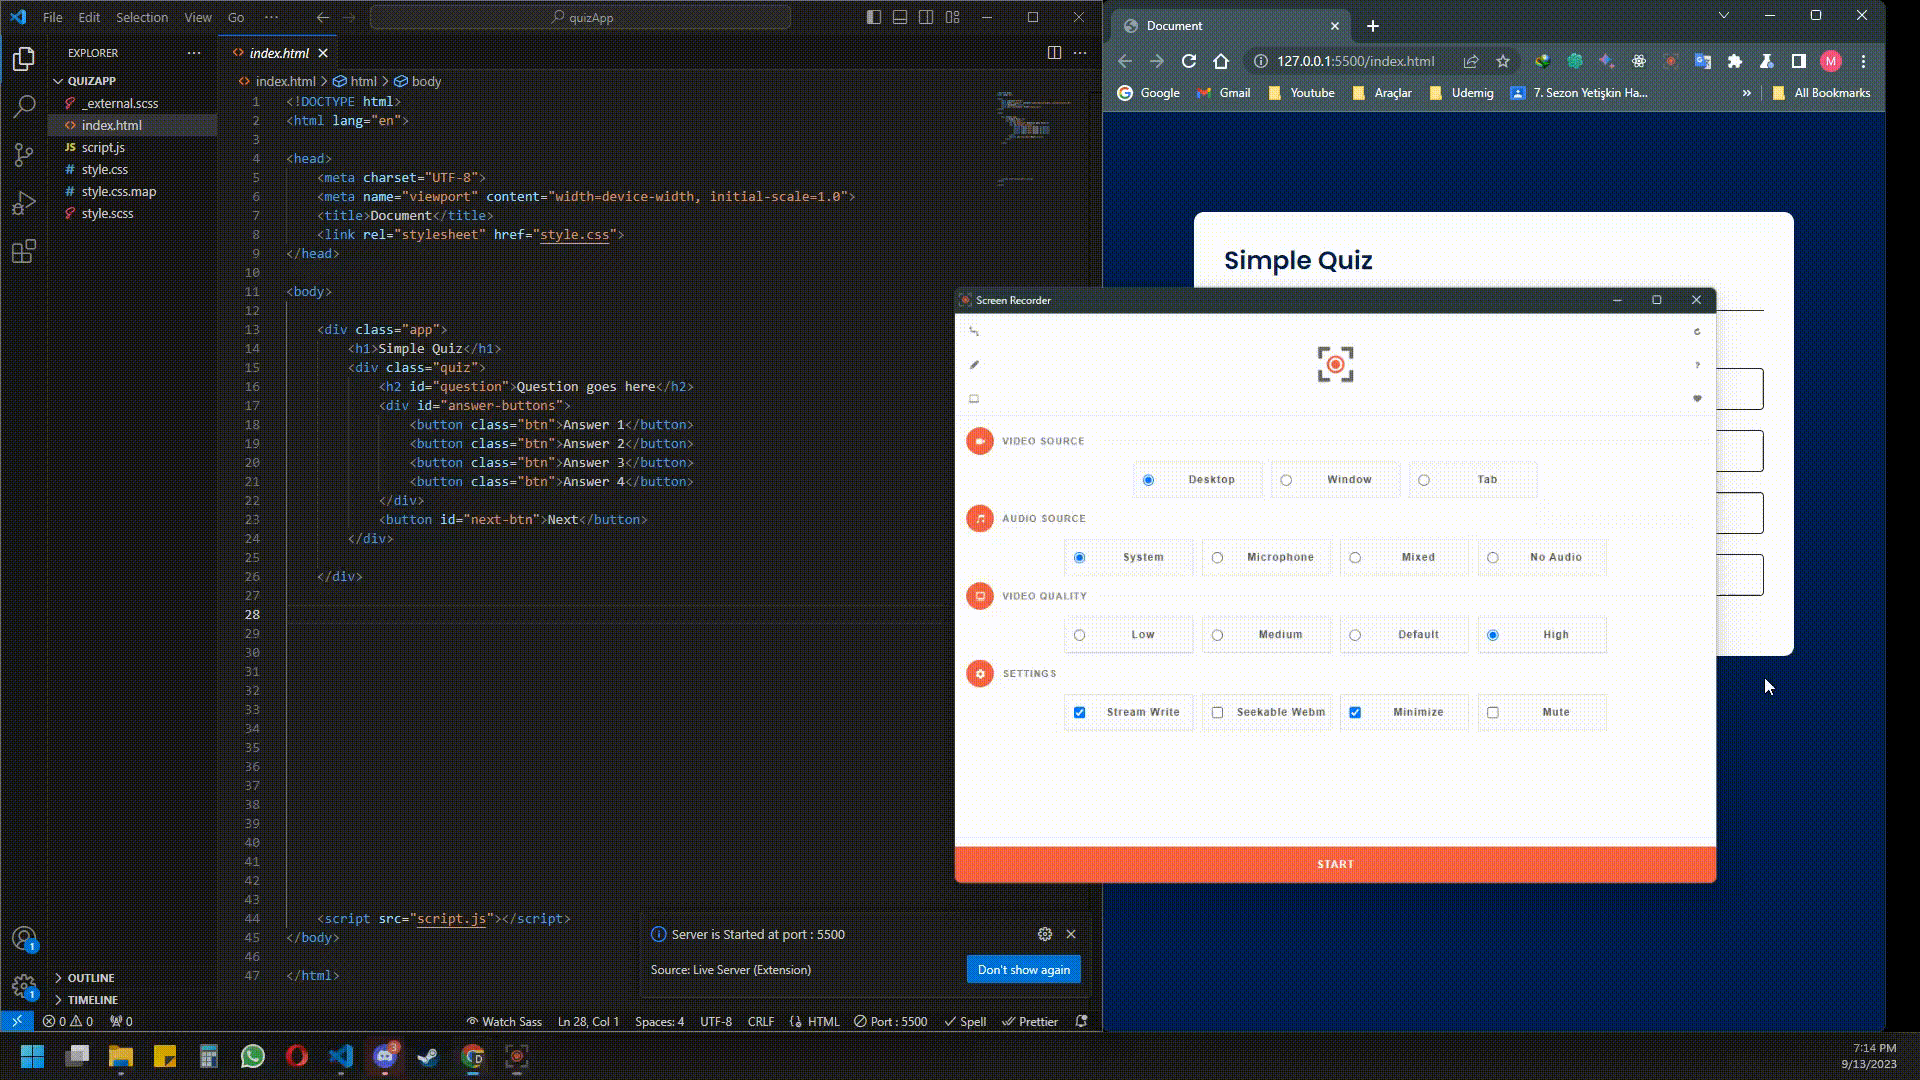 File Edit Selection View Go ··· quizApp
EXPLORER ···
QUIZAPP
_external.scss
index.html
script.js
style.css
style.css.map
style.scss
OUTLINE
TIMELINE
index.html
index.html > html > body
1 <!DOCTYPE html>
2 <html lang="en">
3
4 <head>
5 <meta charset="UTF-8">
6 <meta name="viewport" content="width=device-width, initial-scale=1.0">
7 <title>Document</title>
8 <link rel="stylesheet" href="style.css">
9 </head>
10
11 <body>
12
13 <div class="app">
14 <h1>Simple Quiz</h1>
15 <div class="quiz">
16 <h2 id="question">Question goes here</h2>
17 <div id="answer-buttons">
18 <button class="btn">Answer 1</button>
19 <button class="btn">Answer 2</button>
20 <button class="btn">Answer 3</button>
21 <button class="btn">Answer 4</button>
22 </div>
23 <button id="next-btn">Next</button>
24 </div>
25
26 </div>
27
28
29
30
31
32
33
34
35
36
37
38
39
40
41
42
43
44 <script src="script.js"></script>
45 </body>
46
47 </html>
Server is Started at port : 5500
Source: Live Server (Extension)
Don't show again
0 0 0
Watch Sass Ln 28, Col 1 Spaces: 4 UTF-8 CRLF HTML Port : 5500 Spell Prettier
Document
127.0.0.1:5500/index.html
M
Google Gmail Youtube Araçlar Udemig 7. Sezon Yetişkin Ha... » All Bookmarks
Simple Quiz
Screen Recorder
VIDEO SOURCE
Desktop Window Tab
AUDIO SOURCE
System Microphone Mixed No Audio
VIDEO QUALITY
Low Medium Default High
SETTINGS
Stream Write Seekable Webm Minimize Mute
START
1
1
3
7:14 PM
9/13/2023